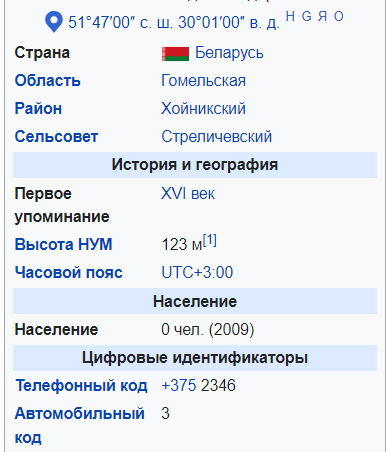 51°47′00″ с. ш. 30°01′00″ в. д. H G Я O
Страна Беларусь
Область Гомельская
Район Хойникский
Сельсовет Стреличевский
История и география
Первое XVI век
упоминание
Высота НУМ 123 м[1]
Часовой пояс UTC+3:00
Население
Население 0 чел. (2009)
Цифровые идентификаторы
Телефонный код +375 2346
Автомобильный 3
код